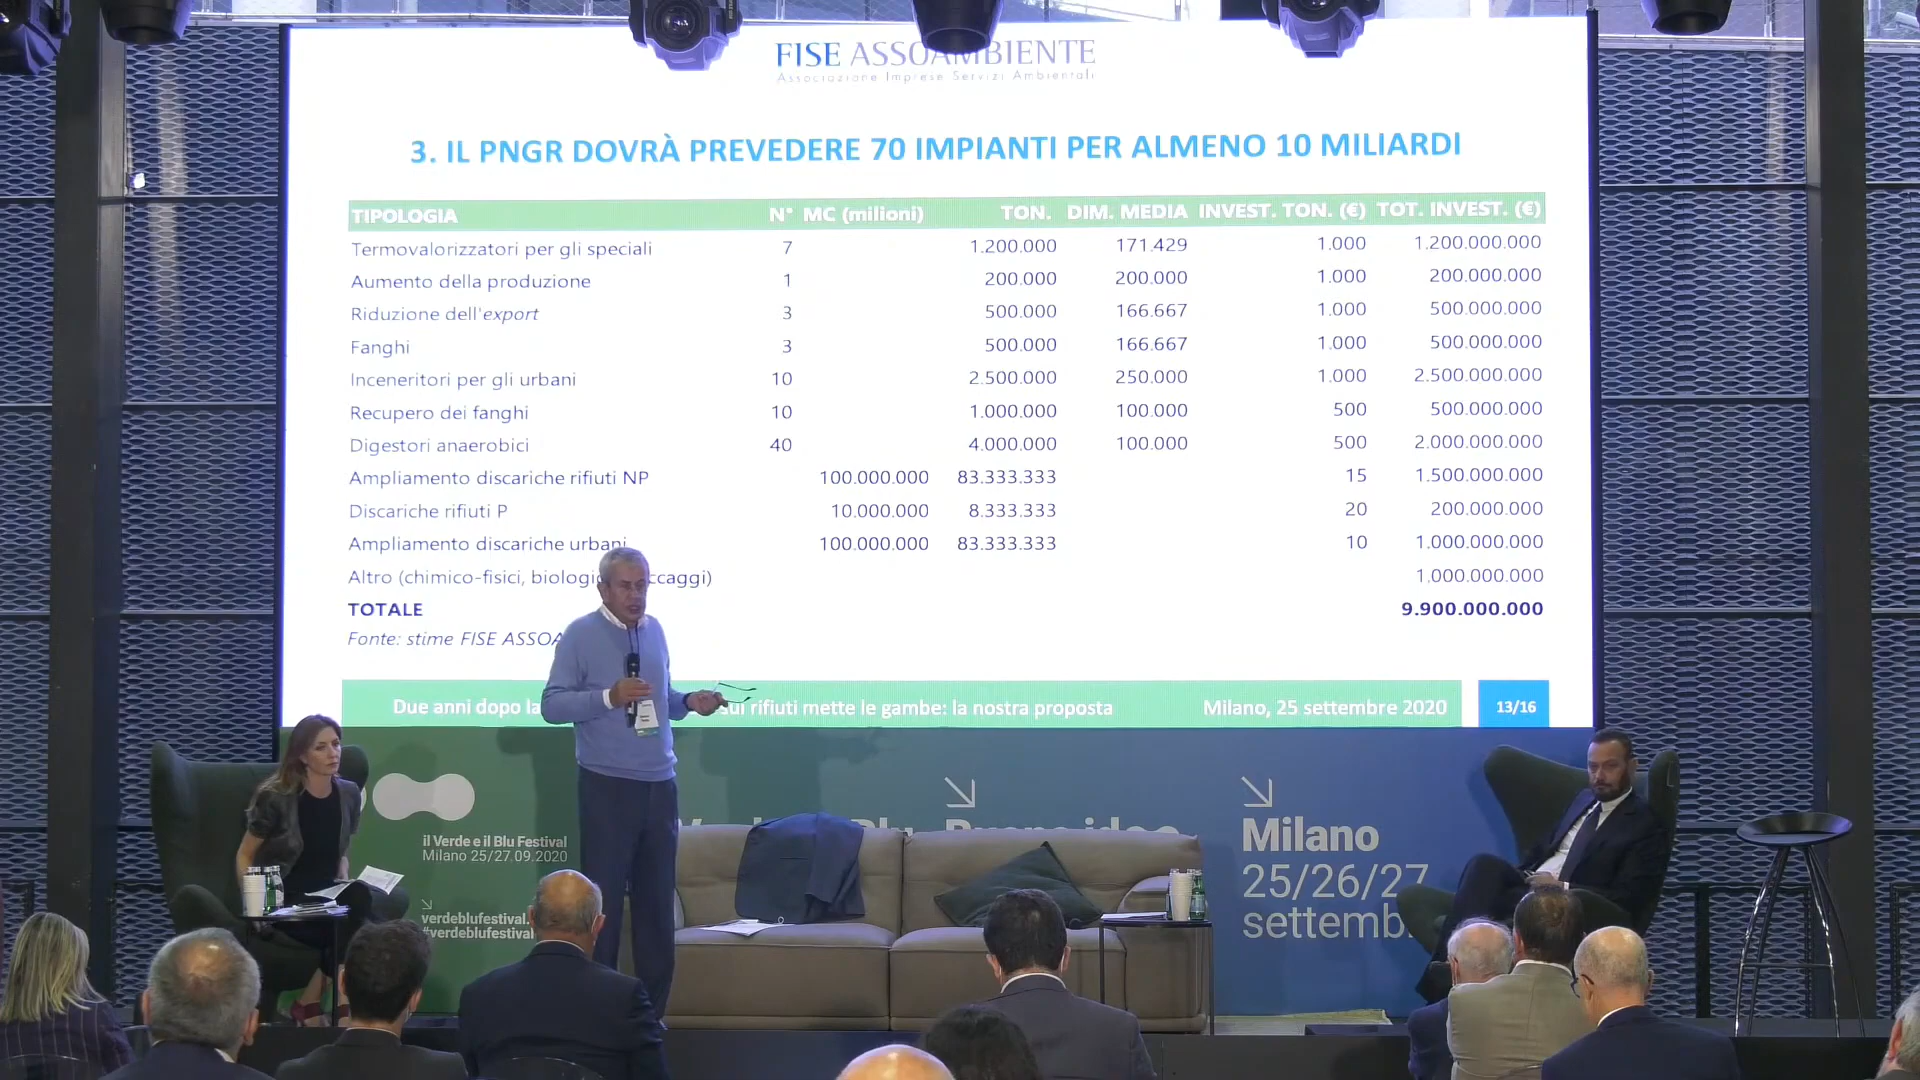 FISE ASSOAMBIENTE
Associazione Imprese Servizi Ambientali
3. IL PNGR DOVRÀ PREVEDERE 70 IMPIANTI PER ALMENO 10 MILIARDI
TIPOLOGIA N° MC (milioni) TON. DIM. MEDIA INVEST. TON. (€) TOT. INVEST. (€)
Termovalorizzatori per gli speciali 7 1.200.000 171.429 1.000 1.200.000.000
Aumento della produzione 1 200.000 200.000 1.000 200.000.000
Riduzione dell'export 3 500.000 166.667 1.000 500.000.000
Fanghi 3 500.000 166.667 1.000 500.000.000
Inceneritori per gli urbani 10 2.500.000 250.000 1.000 2.500.000.000
Recupero dei fanghi 10 1.000.000 100.000 500 500.000.000
Digestori anaerobici 40 4.000.000 100.000 500 2.000.000.000
Ampliamento discariche rifiuti NP 100.000.000 83.333.333 15 1.500.000.000
Discariche rifiuti P 10.000.000 8.333.333 20 200.000.000
Ampliamento discariche urbani 100.000.000 83.333.333 10 1.000.000.000
Altro (chimico-fisici, 1.000.000.000
TOTALE 9.900.000.000
Fonte: stime FISE
Due anni dopo rifiuti mette le gambe: la nostra proposta Milano, 25 settembre 2020 13/16
il Verde e il Blu Festival
Milano 25/27.09.2020
verdeblufestival.
#verdeblufestival
Milano
25/26/27